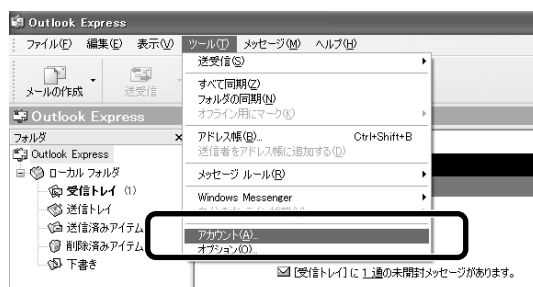 Outlook Express
ファイル(F) 編集(E) 表示(V) ツール(T) メッセージ(M) ヘルプ(H)
メールの作成
送受信
送受信(S)
すべて同期(Z)
フォルダの同期(N)
オフライン用にマーク(K)
アドレス帳(B)... Ctrl+Shift+B
送信者をアドレス帳に追加する(D)
メッセージ ルール(R)
Windows Messenger
アカウント(A)...
オプション(O)...
Outlook Express
フォルダ ×
Outlook Express
ローカル フォルダ
受信トレイ (1)
送信トレイ
送信済みアイテム
削除済みアイテム
下書き
[受信トレイ] に 1 通の未開封メッセージがあります。